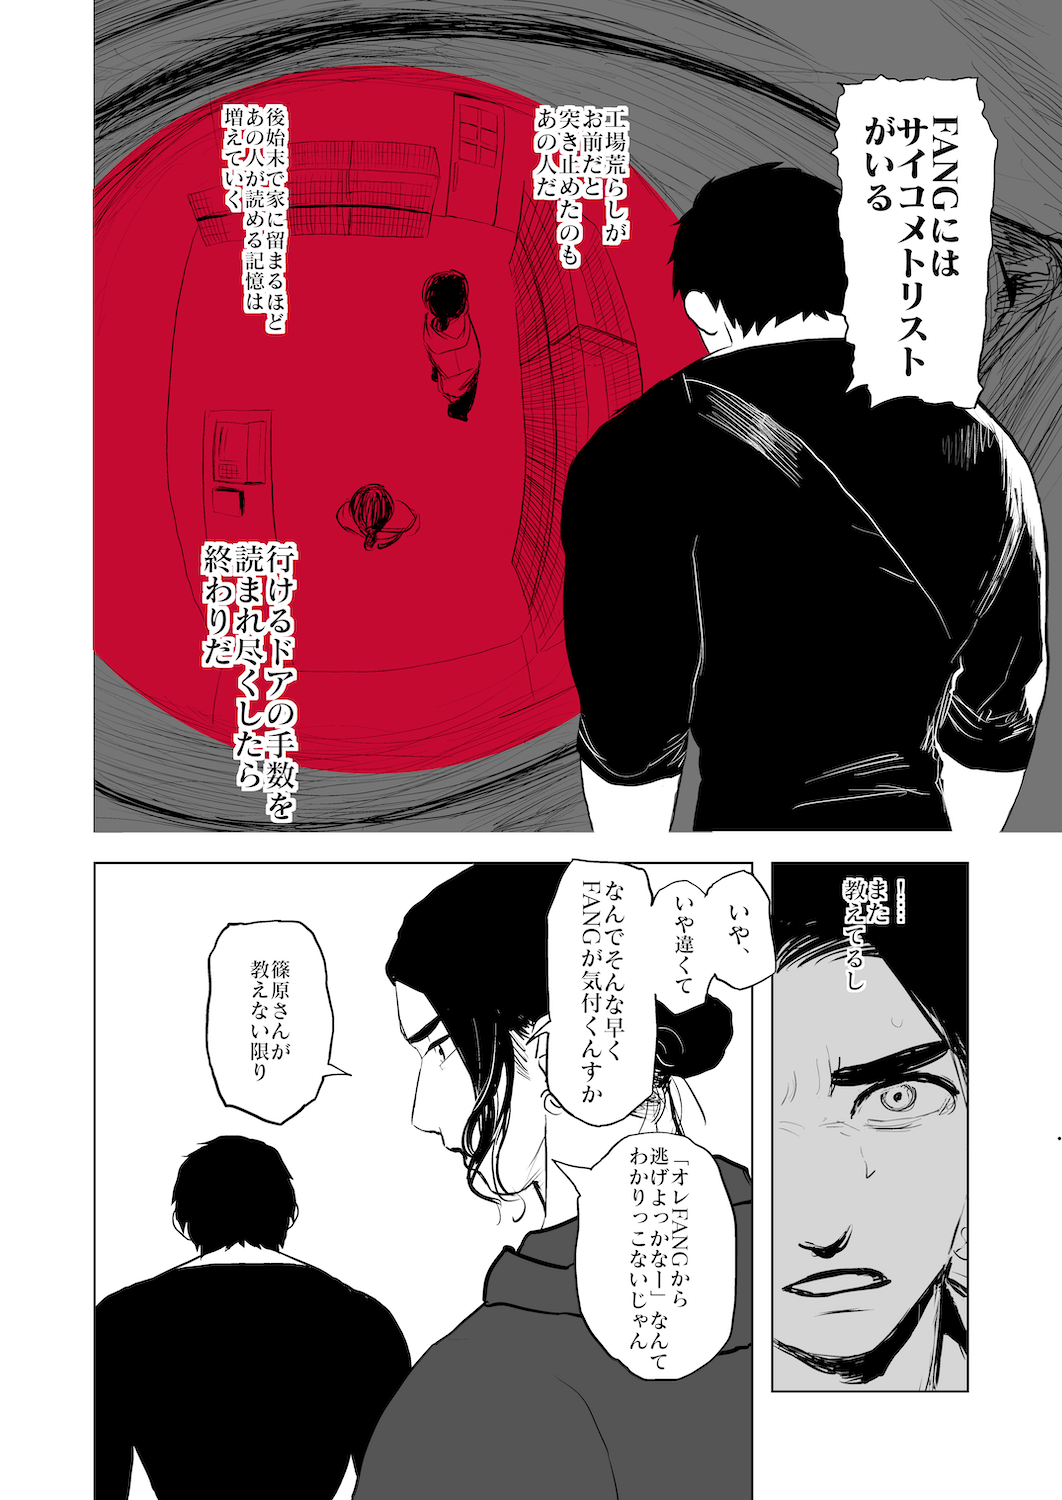 FANGには
サイコメトリスト
がいる
工場荒らしが
お前だと
突き止めたのも
あの人だ
後始末で家に留まるほど
あの人が読める記憶は
増えていく
行けるドアの手数を
読まれ尽くしたら
終わりだ
!……
また
教えてるし
いや、
いや違くて
なんでそんな早く
FANGが気付くんすか
「オレFANGから
逃げよっかなー」なんて
わかりっこないじゃん
篠原さんが
教えない限り